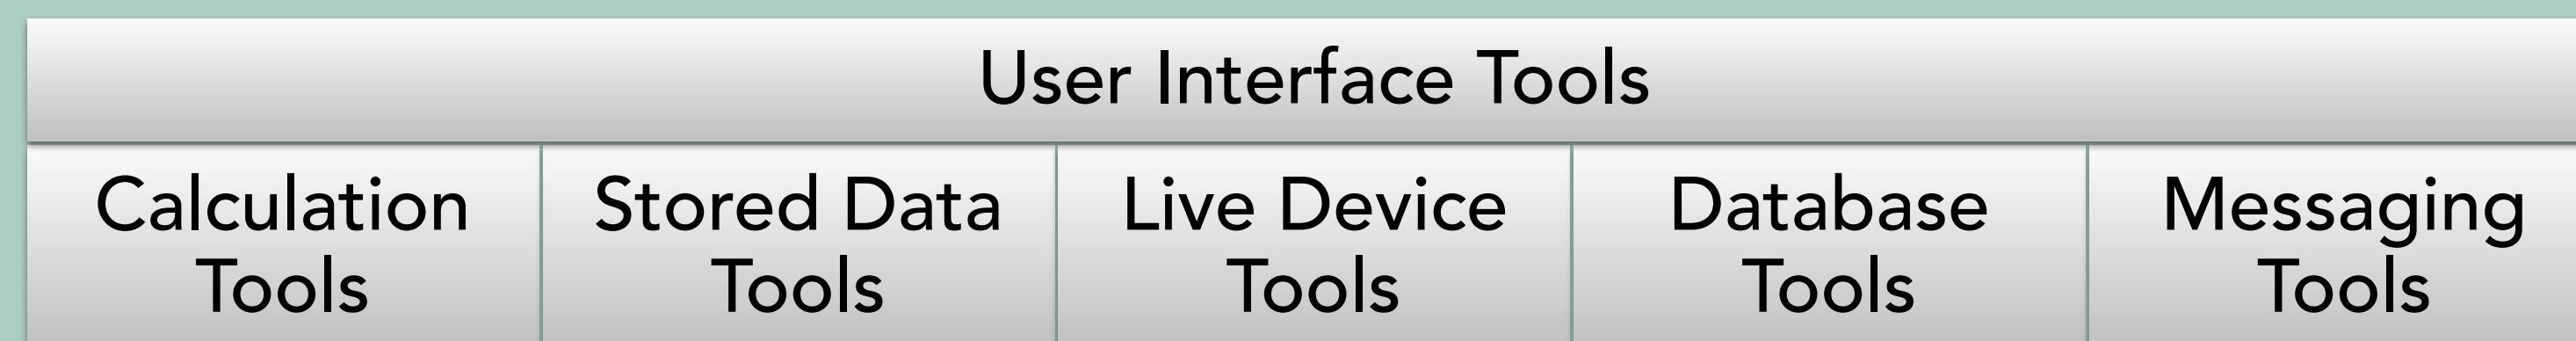 User Interface Tools
Calculation
Tools
Stored Data
Tools
Live Device
Tools
Database
Tools
Messaging
Tools